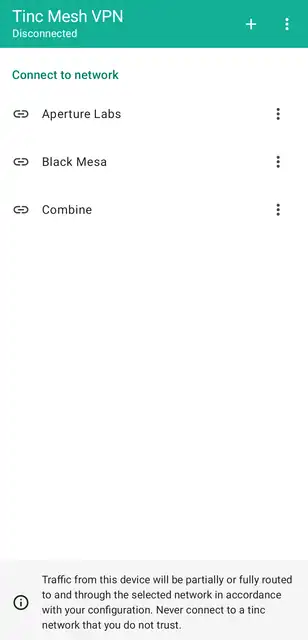 Tinc Mesh VPN
Disconnected
Connect to network
Aperture Labs
Black Mesa
Combine
Traffic from this device will be partially or fully routed
to and through the selected network in accordance
with your configuration. Never connect to a tinc
network that you do not trust.